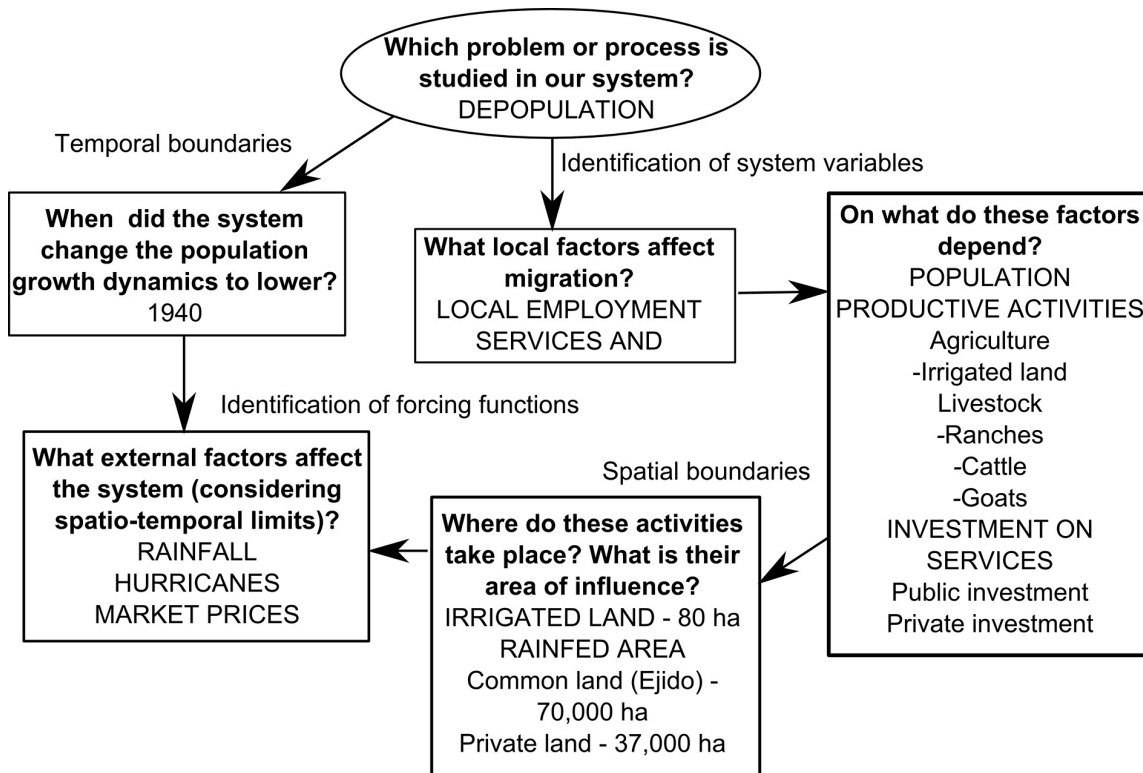 Which problem or process is
studied in our system?
DEPOPULATION
Temporal boundaries
Identification of system variables
When did the system
change the population
growth dynamics to lower?
1940
What local factors affect
migration?
LOCAL EMPLOYMENT
SERVICES AND
On what do these factors
depend?
POPULATION
PRODUCTIVE ACTIVITIES
Agriculture
-Irrigated land
Livestock
-Ranches
-Cattle
-Goats
INVESTMENT ON
SERVICES
Public investment
Private investment
Identification of forcing functions
Spatial boundaries
What external factors affect
the system (considering
spatio-temporal limits)?
RAINFALL
HURRICANES
MARKET PRICES
Where do these activities
take place? What is their
area of influence?
IRRIGATED LAND - 80 ha
RAINFED AREA
Common land (Ejido) -
70,000 ha
Private land - 37,000 ha